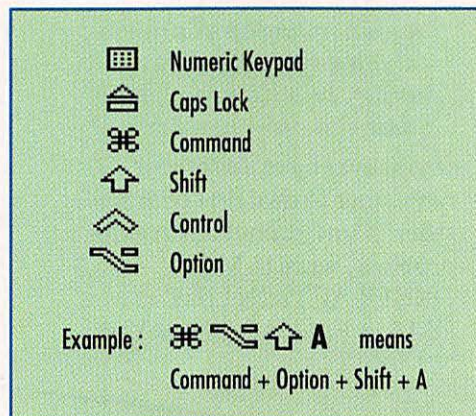 Numeric Keypad
Caps Lock
⌘ Command
Shift
Control
⌥ Option
Example : ⌘ ⌥ ⇧ A means
Command + Option + Shift + A